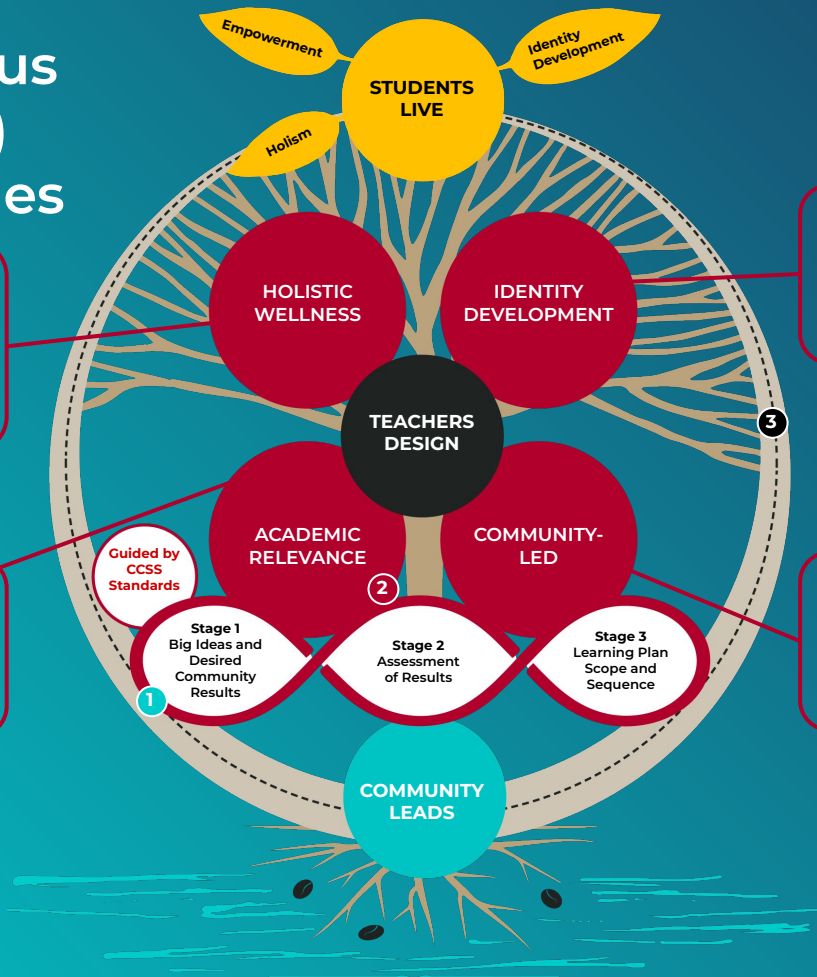 us
)
es
Empowerment
Identity
Development
Holism
STUDENTS
LIVE
HOLISTIC
WELLNESS
IDENTITY
DEVELOPMENT
TEACHERS
DESIGN
3
ACADEMIC
RELEVANCE
COMMUNITY-
LED
Guided by
CCSS
Standards
2
Stage 1
Big Ideas and
Desired
Community
Results
Stage 2
Assessment
of Results
Stage 3
Learning Plan
Scope and
Sequence
1
COMMUNITY
LEADS